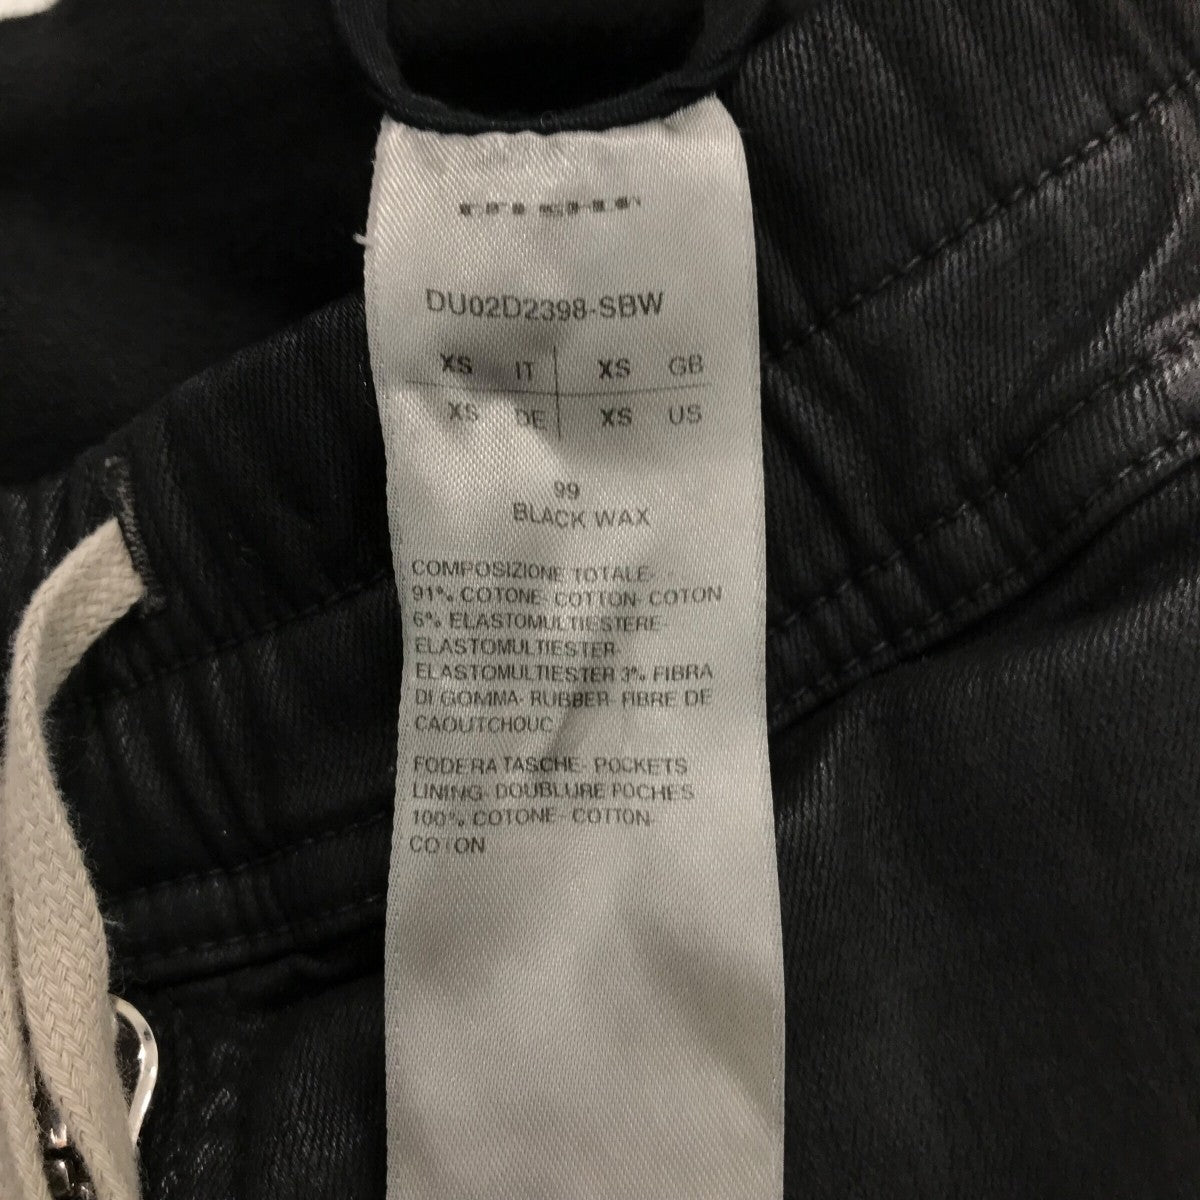 DU02D2398-SBW
XS IT XS GB
XS DE XS US
99
BLACK WAX
COMPOSIZIONE TOTALE-
91% COTONE- COTTON- COTON
6% ELASTOMULTIESTERE-
ELASTOMULTIESTER-
ELASTOMULTIESTER 3% FIBRA
DI GOMMA- RUBBER- FIBRE DE
CAOUTCHOUC
FODERA TASCHE- POCKETS
LINING- DOUBLURE POCHES
100% COTONE- COTTON-
COTON